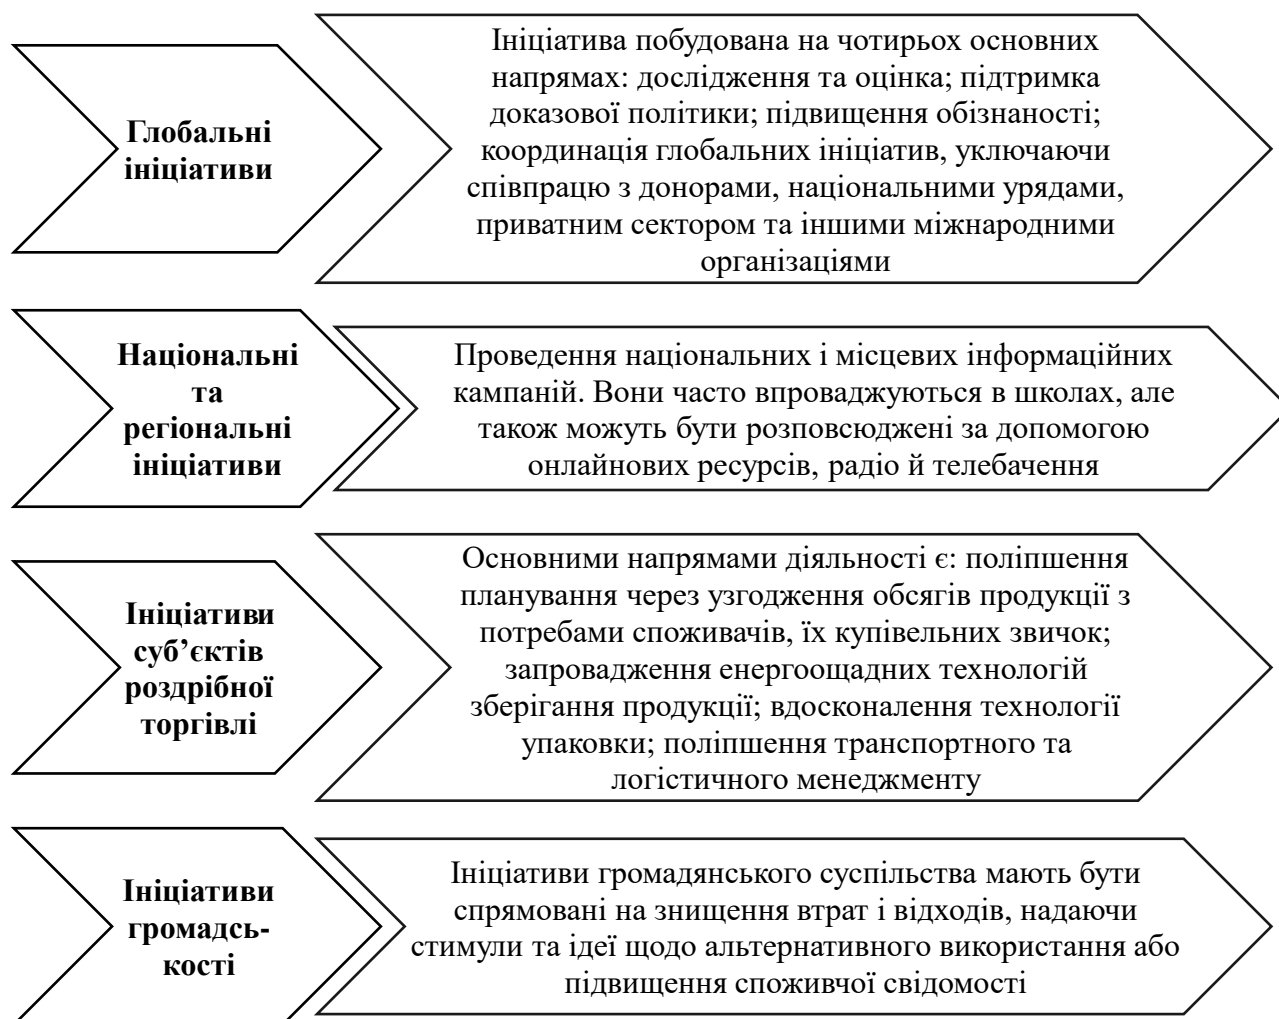 Глобальні
ініціативи
Ініціатива побудована на чотирьох основних
напрямах: дослідження та оцінка; підтримка
доказової політики; підвищення обізнаності;
координація глобальних ініціатив, уключаючи
співпрацю з донорами, національними урядами,
приватним сектором та іншими міжнародними
організаціями
Національні
та
регіональні
ініціативи
Проведення національних і місцевих інформаційних
кампаній. Вони часто впроваджуються в школах, але
також можуть бути розповсюджені за допомогою
онлайнових ресурсів, радіо й телебачення
Ініціативи
суб’єктів
роздрібної
торгівлі
Основними напрямами діяльності є: поліпшення
планування через узгодження обсягів продукції з
потребами споживачів, їх купівельних звичок;
запровадження енергоощадних технологій
зберігання продукції; вдосконалення технології
упаковки; поліпшення транспортного та
логістичного менеджменту
Ініціативи
громадсь-
кості
Ініціативи громадянського суспільства мають бути
спрямовані на знищення втрат і відходів, надаючи
стимули та ідеї щодо альтернативного використання або
підвищення споживчої свідомості